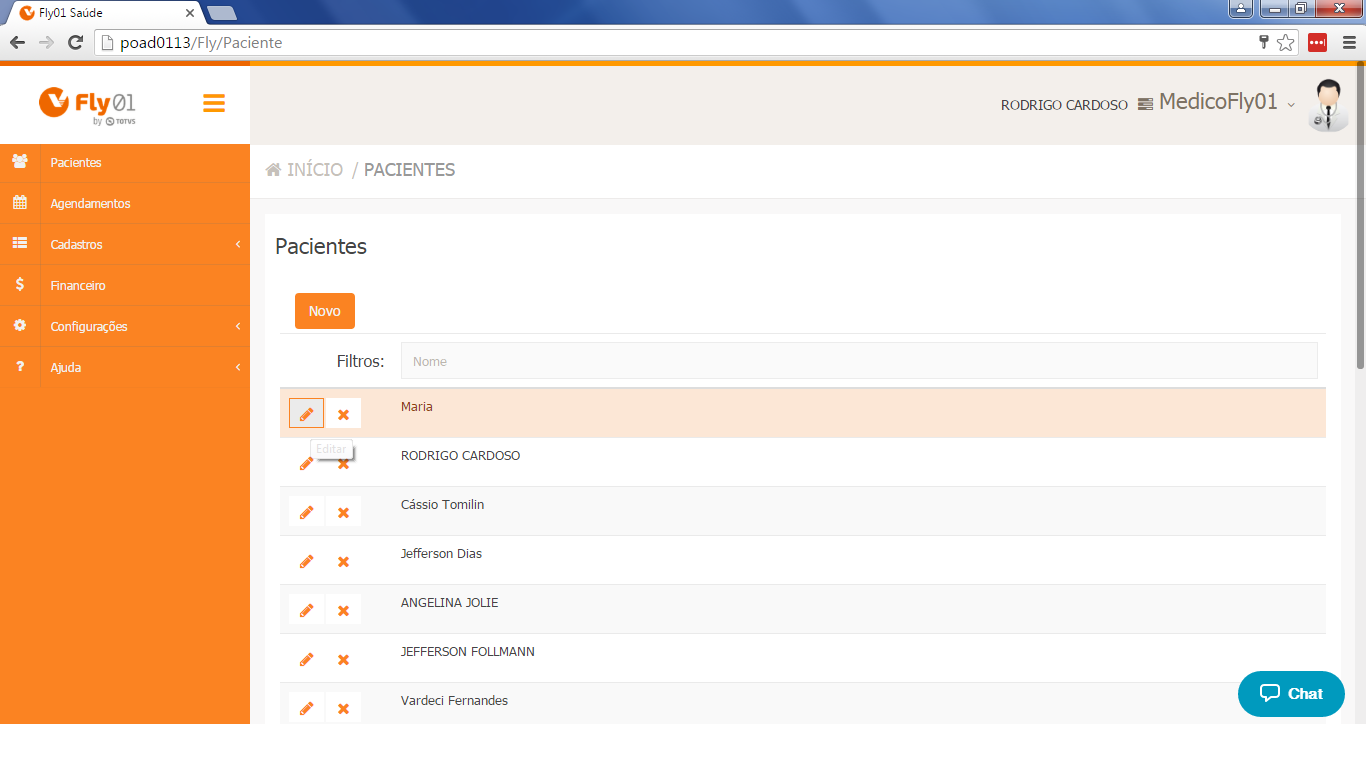 Fly01 Saúde
poad0113/Fly/Paciente
Fly01
by TOTVS
RODRIGO CARDOSO MedicoFly01
INÍCIO / PACIENTES
Pacientes
Agendamentos
Cadastros
Financeiro
Configurações
Ajuda
Pacientes
Novo
Filtros: Nome
Maria
Editar
RODRIGO CARDOSO
Cássio Tomilin
Jefferson Dias
ANGELINA JOLIE
JEFFERSON FOLLMANN
Vardeci Fernandes
Chat